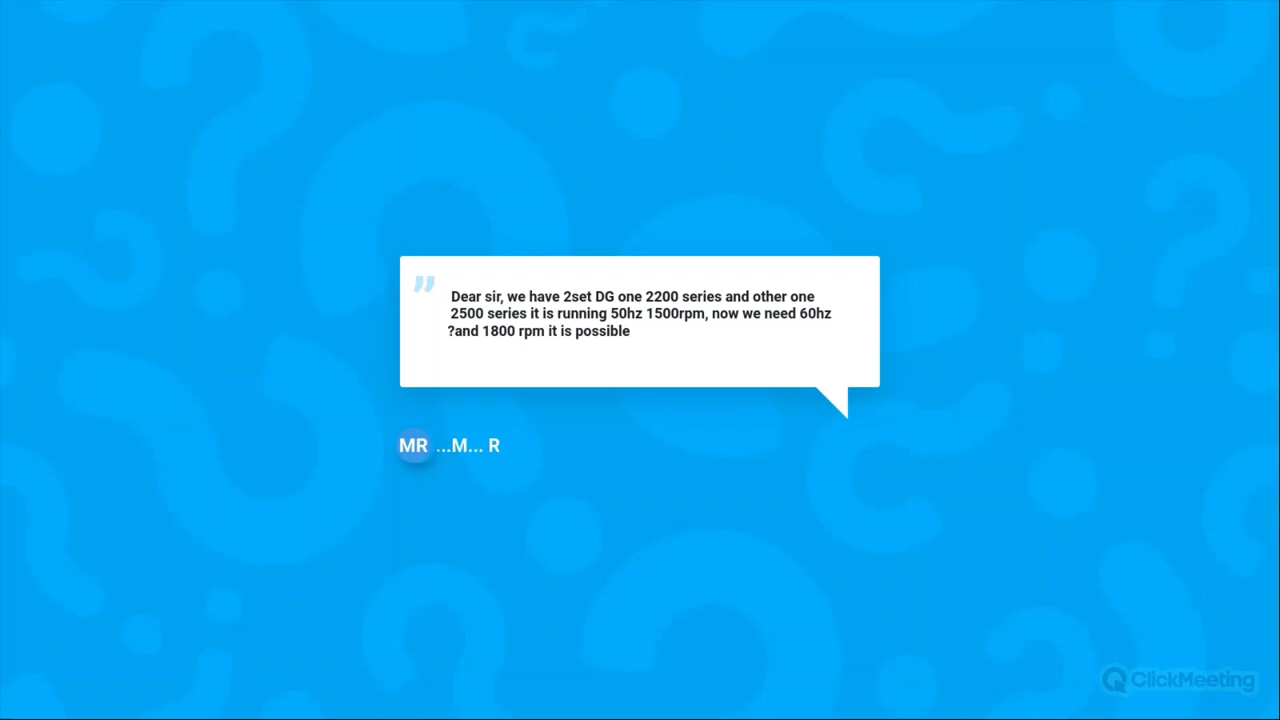 Dear sir, we have 2set DG one 2200 series and other one
2500 series it is running 50hz 1500rpm, now we need 60hz
?and 1800 rpm it is possible
MR ...M... R
ClickMeeting